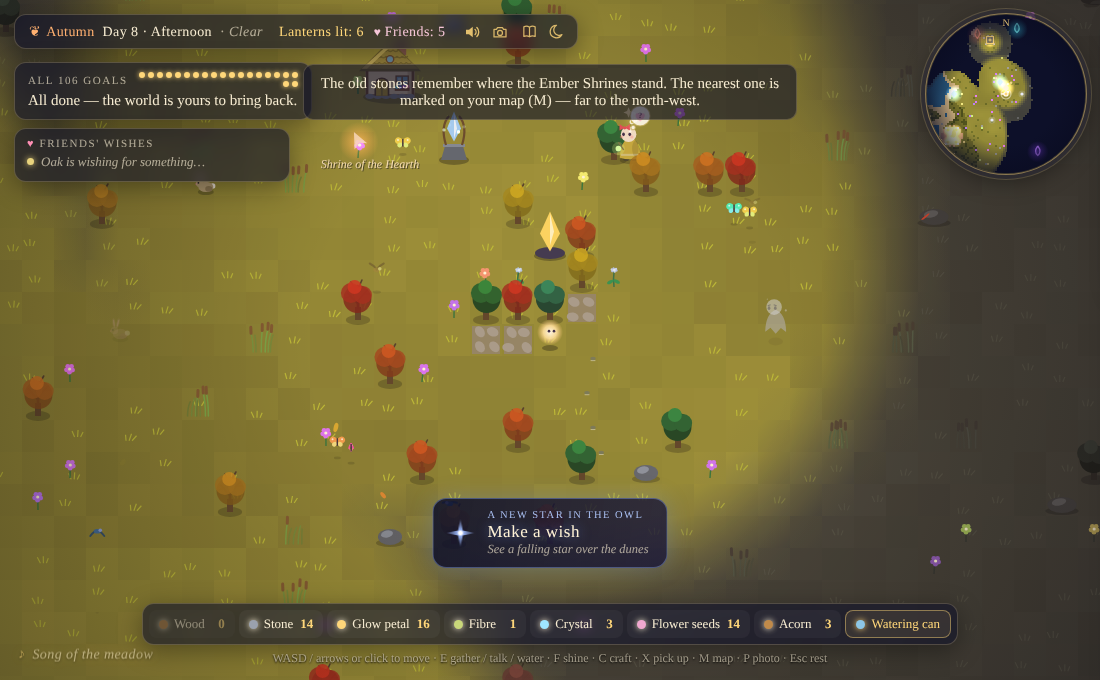 Autumn Day 8 · Afternoon · Clear Lanterns lit: 6 ♥ Friends: 5
N
ALL 106 GOALS
All done — the world is yours to bring back.
The old stones remember where the Ember Shrines stand. The nearest one is
marked on your map (M) — far to the north-west.
♥ FRIENDS' WISHES
Oak is wishing for something…
Shrine of the Hearth
A NEW STAR IN THE OWL
Make a wish
See a falling star over the dunes
Wood 0 Stone 14 Glow petal 16 Fibre 1 Crystal 3 Flower seeds 14 Acorn 3 Watering can
♪ Song of the meadow
WASD / arrows or click to move · E gather / talk / water · F shine · C craft · X pick up · M map · P photo · Esc rest